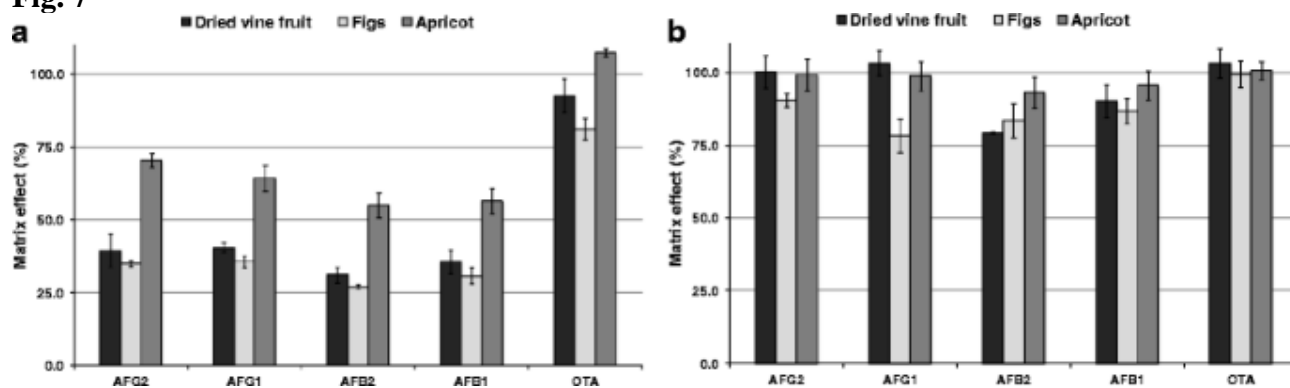 Fig. 7
a
Dried vine fruit Figs Apricot
Matrix effect (%)
100.0
75.0
50.0
25.0
0.0
AFG2 AFG1 AFB2 AFB1 OTA
b
Dried vine fruit Figs Apricot
Matrix effect (%)
100.0
75.0
50.0
25.0
0.0
AFG2 AFG1 AFB2 AFB1 OTA